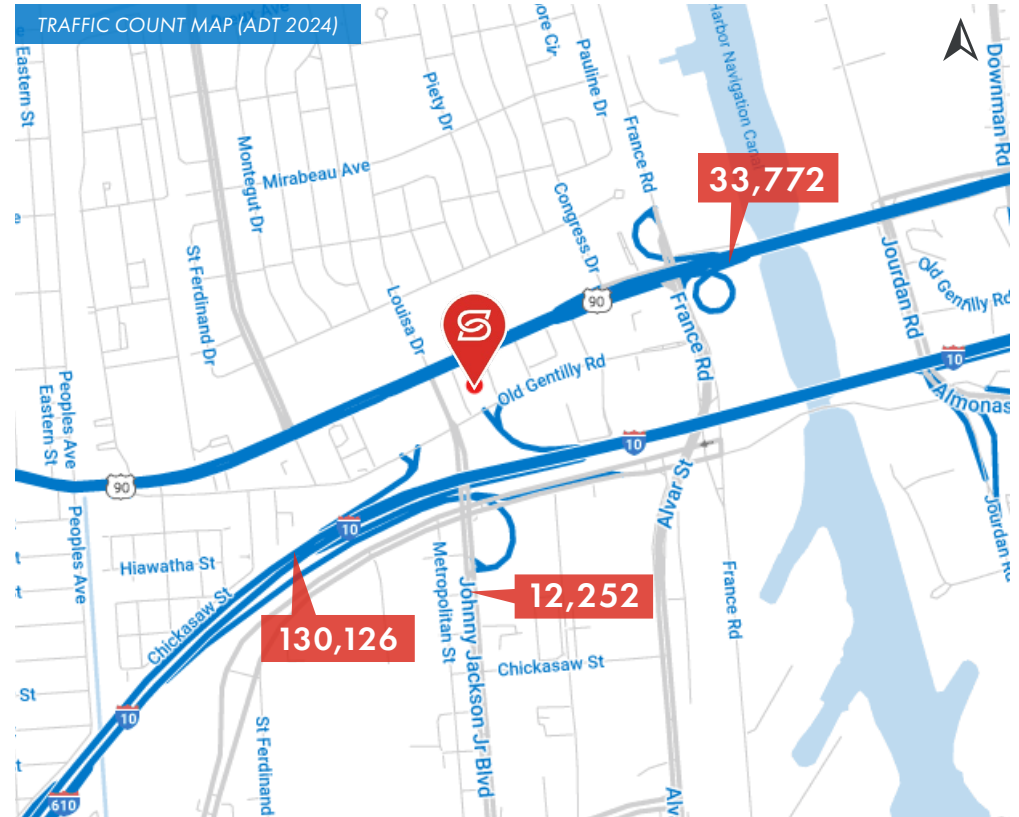 TRAFFIC COUNT MAP (ADT 2024)
Eastern St
Piety Dr
Pauline Dr
Harbor Navigation Canal
Downman Rd
France Rd
Montegut Dr
Mirabeau Ave
33,772
Congress Dr
St Ferdinand Dr
Jourdan Rd
Old Gentilly Rd
Louisa Dr
90
France Rd
10
Old Gentilly Rd
Peoples Ave
Eastern St
Almonas
10
90
Alvar St
10
Peoples Ave
Jourdan Rd
Hiawatha St
Metropolitan St
Johnny Jackson Jr Blvd
12,252
France Rd
Chickasaw St
130,126
Chickasaw St
St
10
St Ferdinand
610
Alv